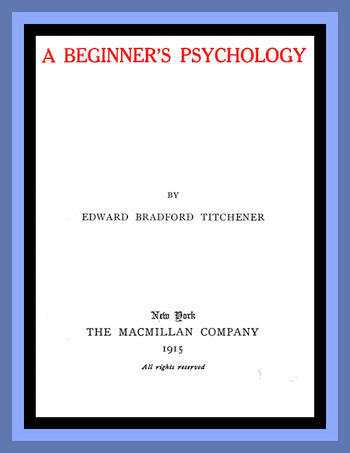 A BEGINNER'S PSYCHOLOGY
BY
EDWARD BRADFORD TITCHENER
New York
THE MACMILLAN COMPANY
1915
All rights reserved